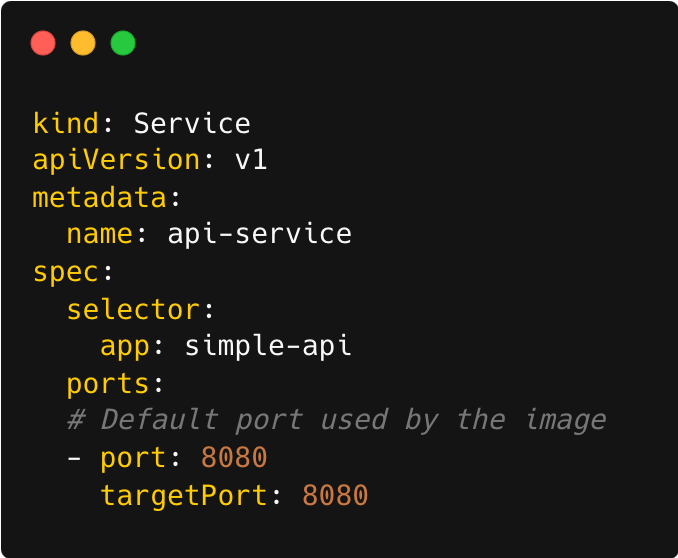 kind: Service
apiVersion: v1
metadata:
  name: api-service
spec:
  selector:
    app: simple-api
  ports:
  # Default port used by the image
  - port: 8080
    targetPort: 8080